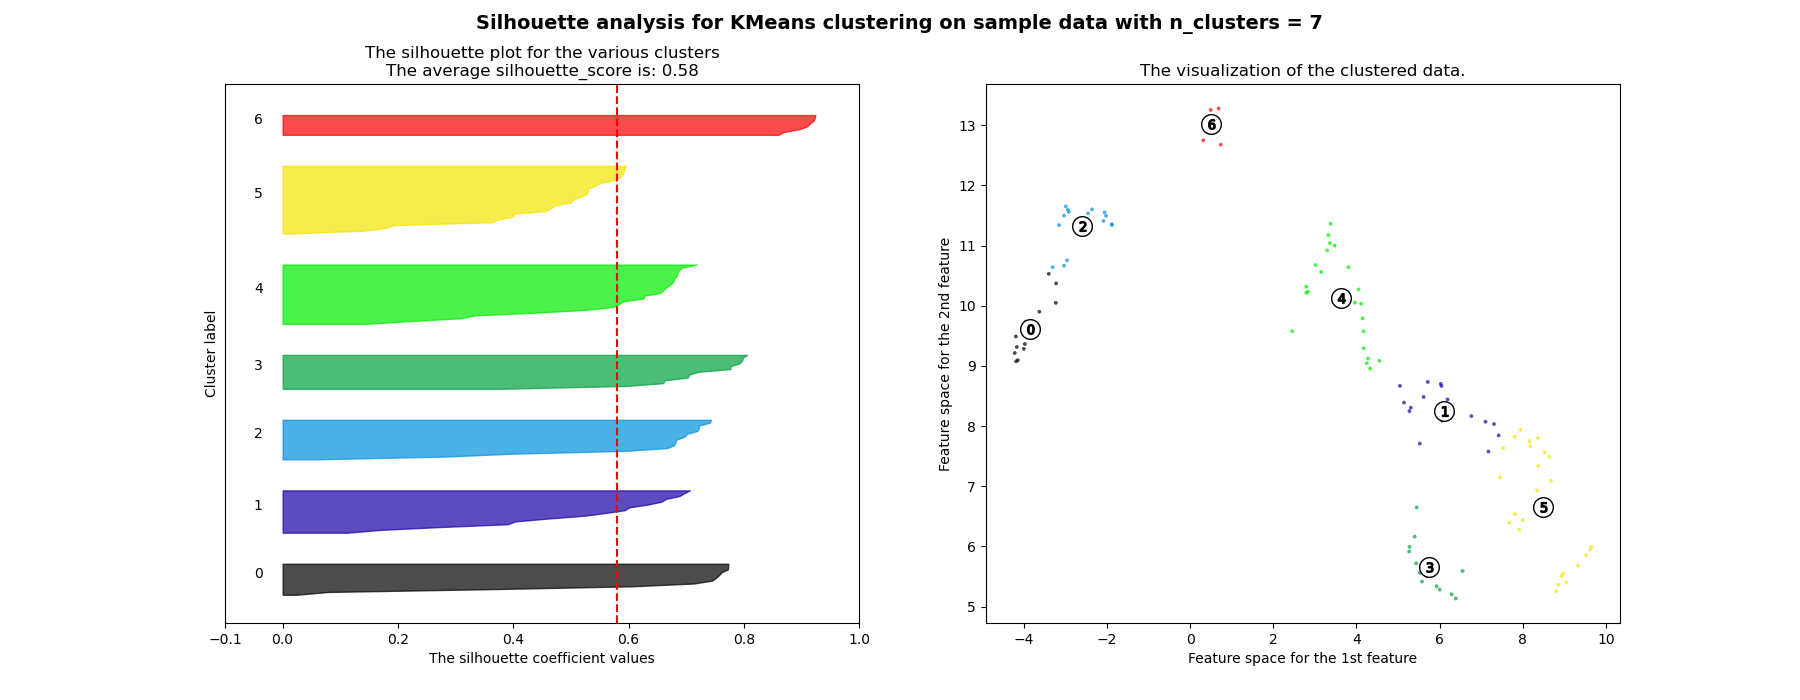 Silhouette analysis for KMeans clustering on sample data with n_clusters = 7
The silhouette plot for the various clusters
The average silhouette_score is: 0.58
6
5
4
3
2
1
0
Cluster label
−0.1 0.0 0.2 0.4 0.6 0.8 1.0
The silhouette coefficient values
The visualization of the clustered data.
13
12
11
10
9
8
7
6
5
Feature space for the 2nd feature
6
2
4
0
1
5
3
−4 −2 0 2 4 6 8 10
Feature space for the 1st feature